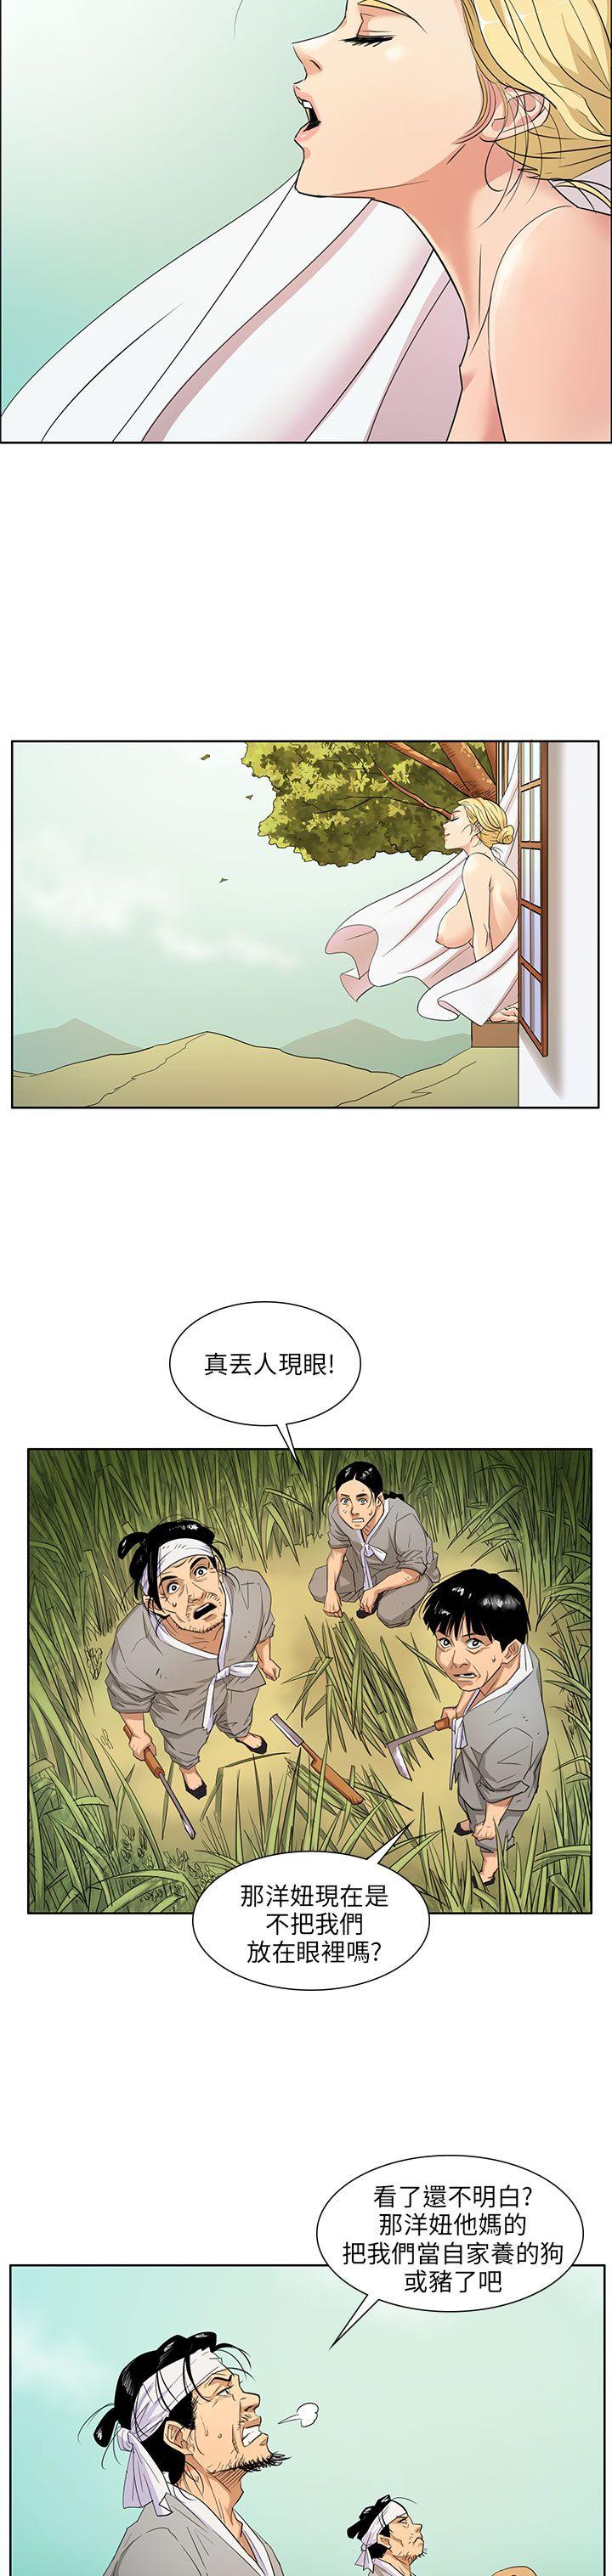 真丟人現眼!
那洋妞現在是
不把我們
放在眼裡嗎?
看了還不明白?
那洋妞他媽的
把我們當自家養的狗
或豬了吧